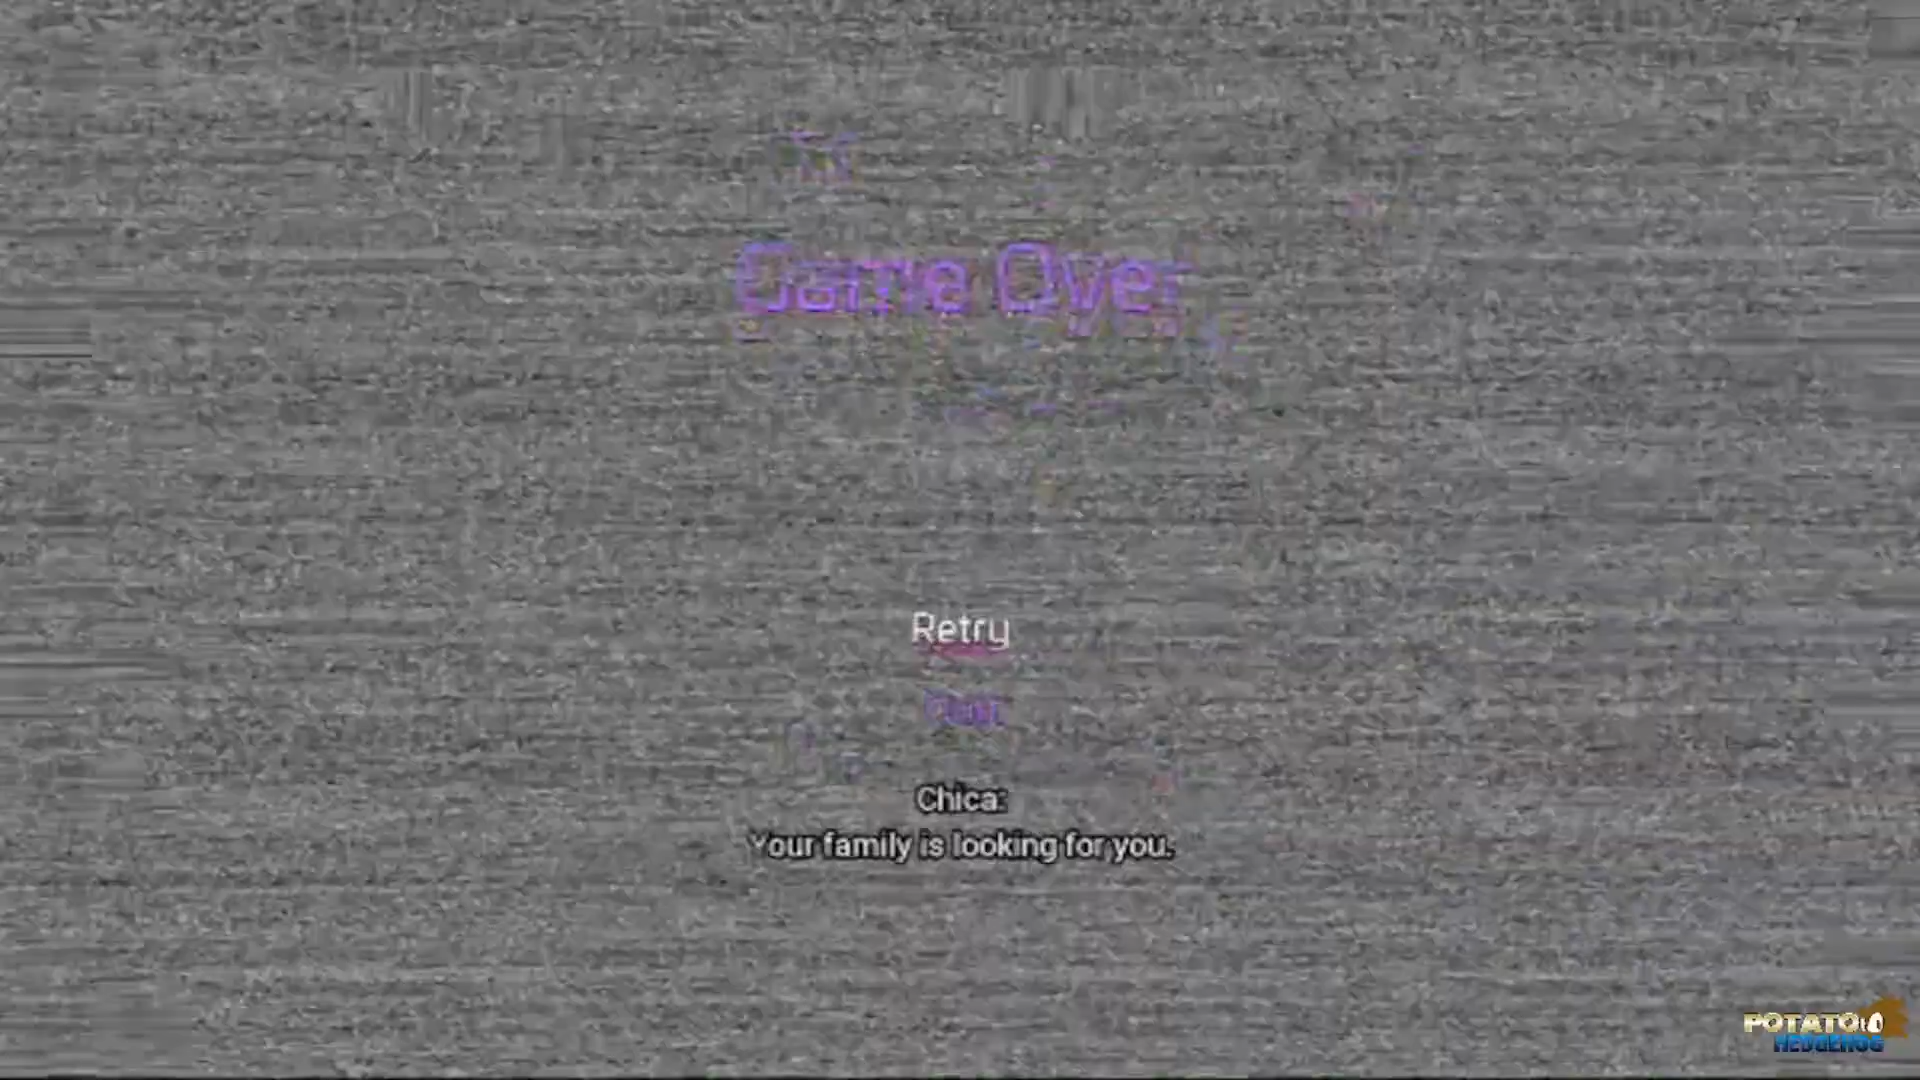 Game Over
Retry
Chica:
Your family is looking for you.
POTATO
HEDGEHOG